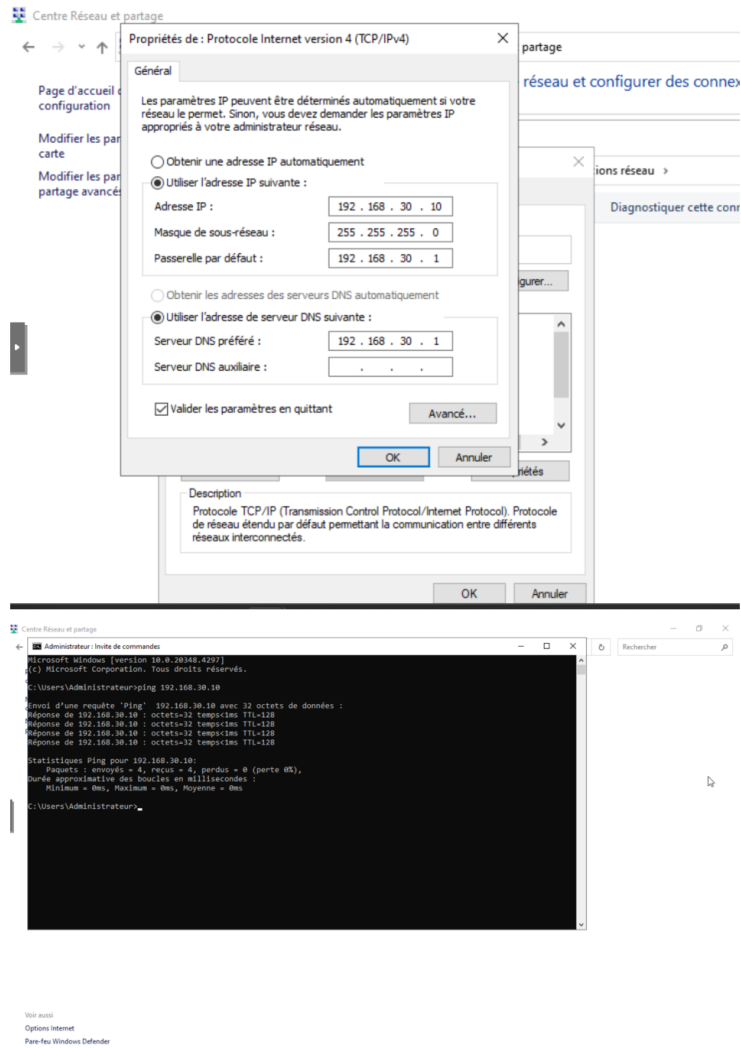 Centre Réseau et partage
Propriétés de : Protocole Internet version 4 (TCP/IPv4)
partage
Général
réseau et configurer des connex
Page d'accueil d
configuration
Les paramètres IP peuvent être déterminés automatiquement si votre
réseau le permet. Sinon, vous devez demander les paramètres IP
appropriés à votre administrateur réseau.
Modifier les par
carte
Obtenir une adresse IP automatiquement
ions réseau >
Modifier les par
partage avancés
Utiliser l'adresse IP suivante :
Adresse IP : 192 . 168 . 30 . 10
Diagnostiquer cette conn
Masque de sous-réseau : 255 . 255 . 255 . 0
Passerelle par défaut : 192 . 168 . 30 . 1
gurer...
Obtenir les adresses des serveurs DNS automatiquement
Utiliser l'adresse de serveur DNS suivante :
Serveur DNS préféré : 192 . 168 . 30 . 1
Serveur DNS auxiliaire : . . .
Valider les paramètres en quittant
Avancé...
OK Annuler
riétés
Description
Protocole TCP/IP (Transmission Control Protocol/Internet Protocol). Protocole
de réseau étendu par défaut permettant la communication entre différents
réseaux interconnectés.
OK Annuler
Centre Réseau et partage
Administrateur : Invite de commandes
Rechercher
Microsoft Windows [version 10.0.20348.4297]
(c) Microsoft Corporation. Tous droits réservés.
C:\Users\Administrateur>ping 192.168.30.10
Envoi d'une requête 'Ping'  192.168.30.10 avec 32 octets de données :
Réponse de 192.168.30.10 : octets=32 temps<1ms TTL=128
Réponse de 192.168.30.10 : octets=32 temps<1ms TTL=128
Réponse de 192.168.30.10 : octets=32 temps<1ms TTL=128
Réponse de 192.168.30.10 : octets=32 temps<1ms TTL=128
Statistiques Ping pour 192.168.30.10:
Paquets : envoyés = 4, reçus = 4, perdus = 0 (perte 0%),
Durée approximative des boucles en millisecondes :
Minimum = 0ms, Maximum = 0ms, Moyenne = 0ms
C:\Users\Administrateur>
Voir aussi
Options Internet
Pare-feu Windows Defender